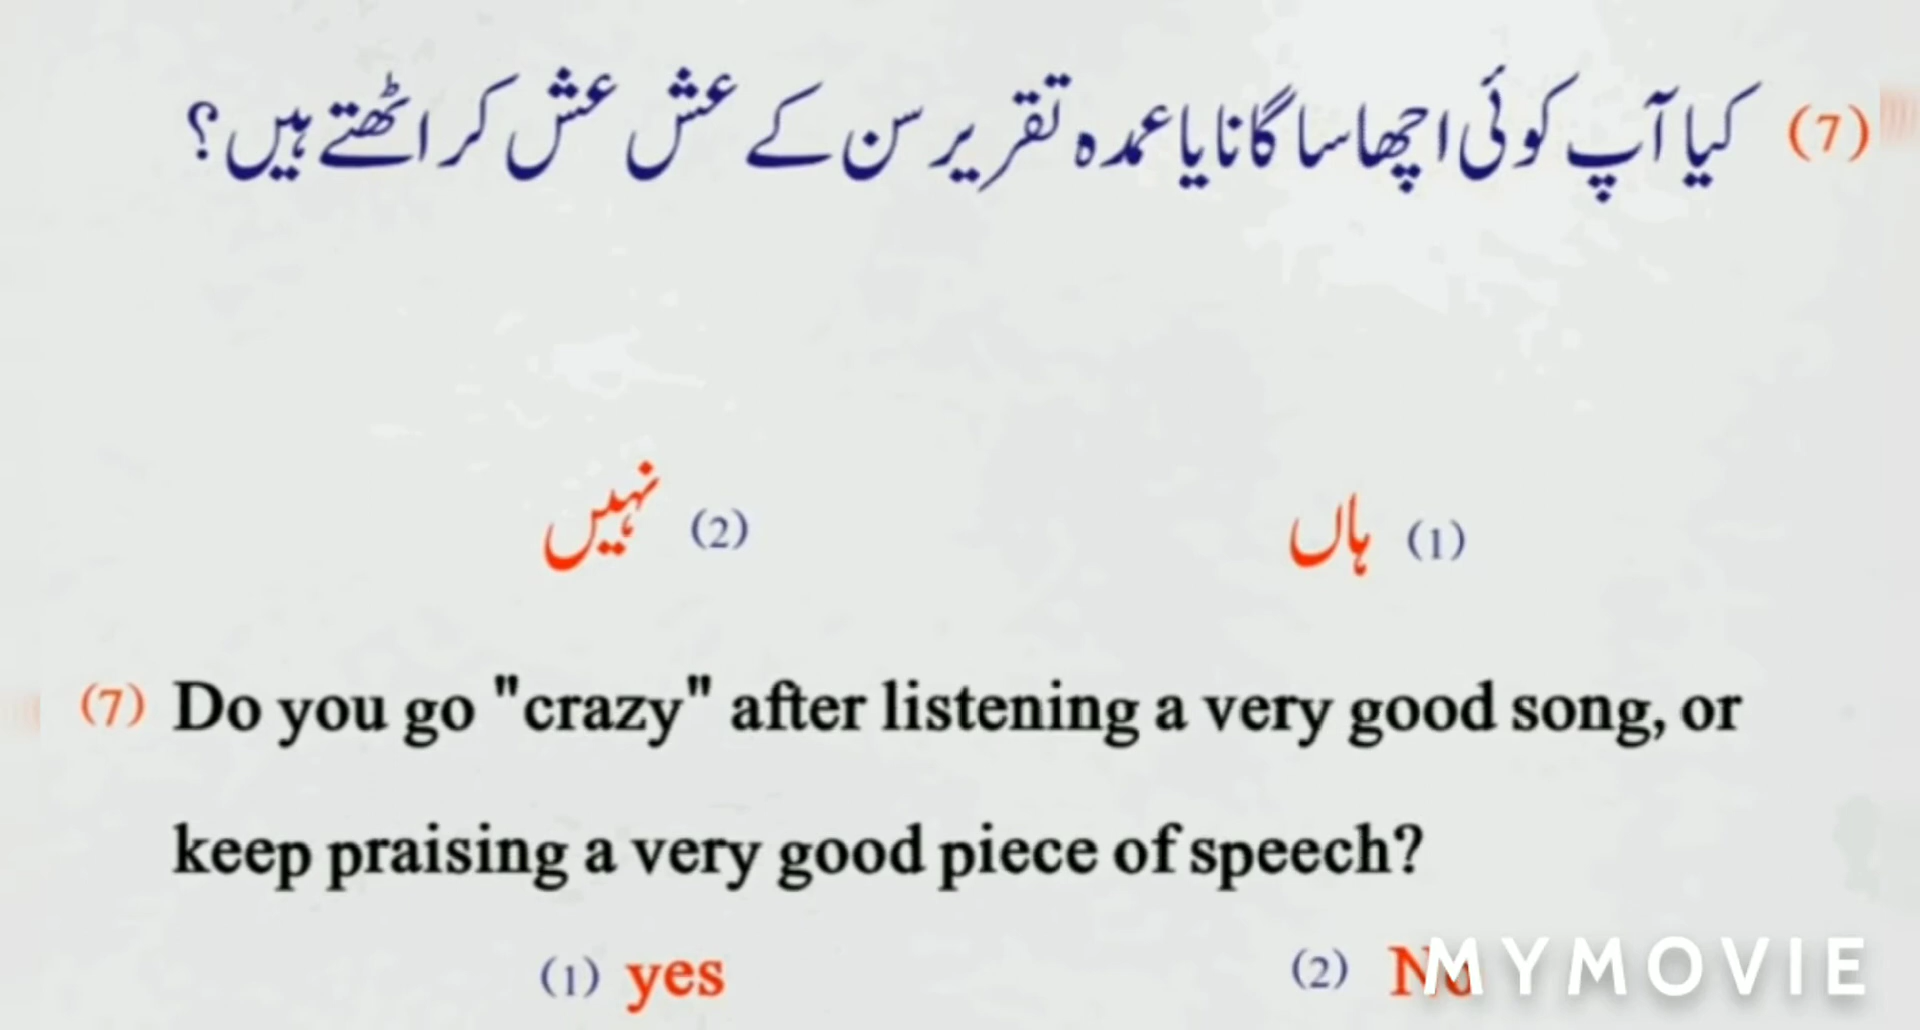 (7) کیا آپ کوئی اچھا سا گانا یا عمدہ تقریر سن کے عش عش کر اٹھتے ہیں؟
(1) ہاں (2) نہیں
(7) Do you go "crazy" after listening a very good song, or
keep praising a very good piece of speech?
(1) yes (2) No
MYMOVIE